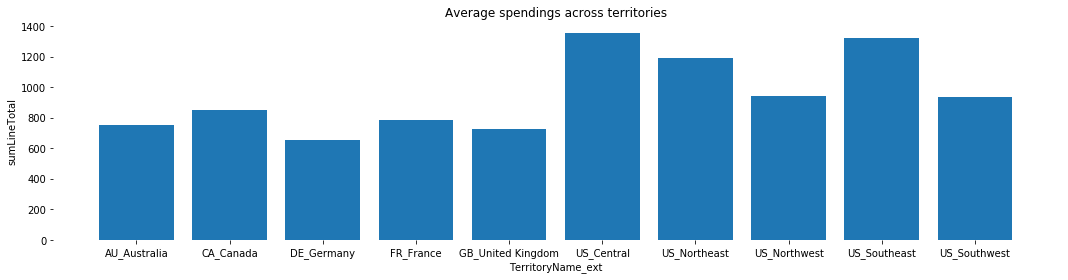 Average spendings across territories
1400
1200
1000
800
600
400
200
0
sumLineTotal
AU_Australia CA_Canada DE_Germany FR_France GB_United Kingdom US_Central US_Northeast US_Northwest US_Southeast US_Southwest
TerritoryName_ext